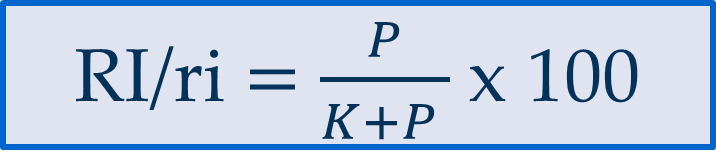 RI/ri = P/K+P x 100